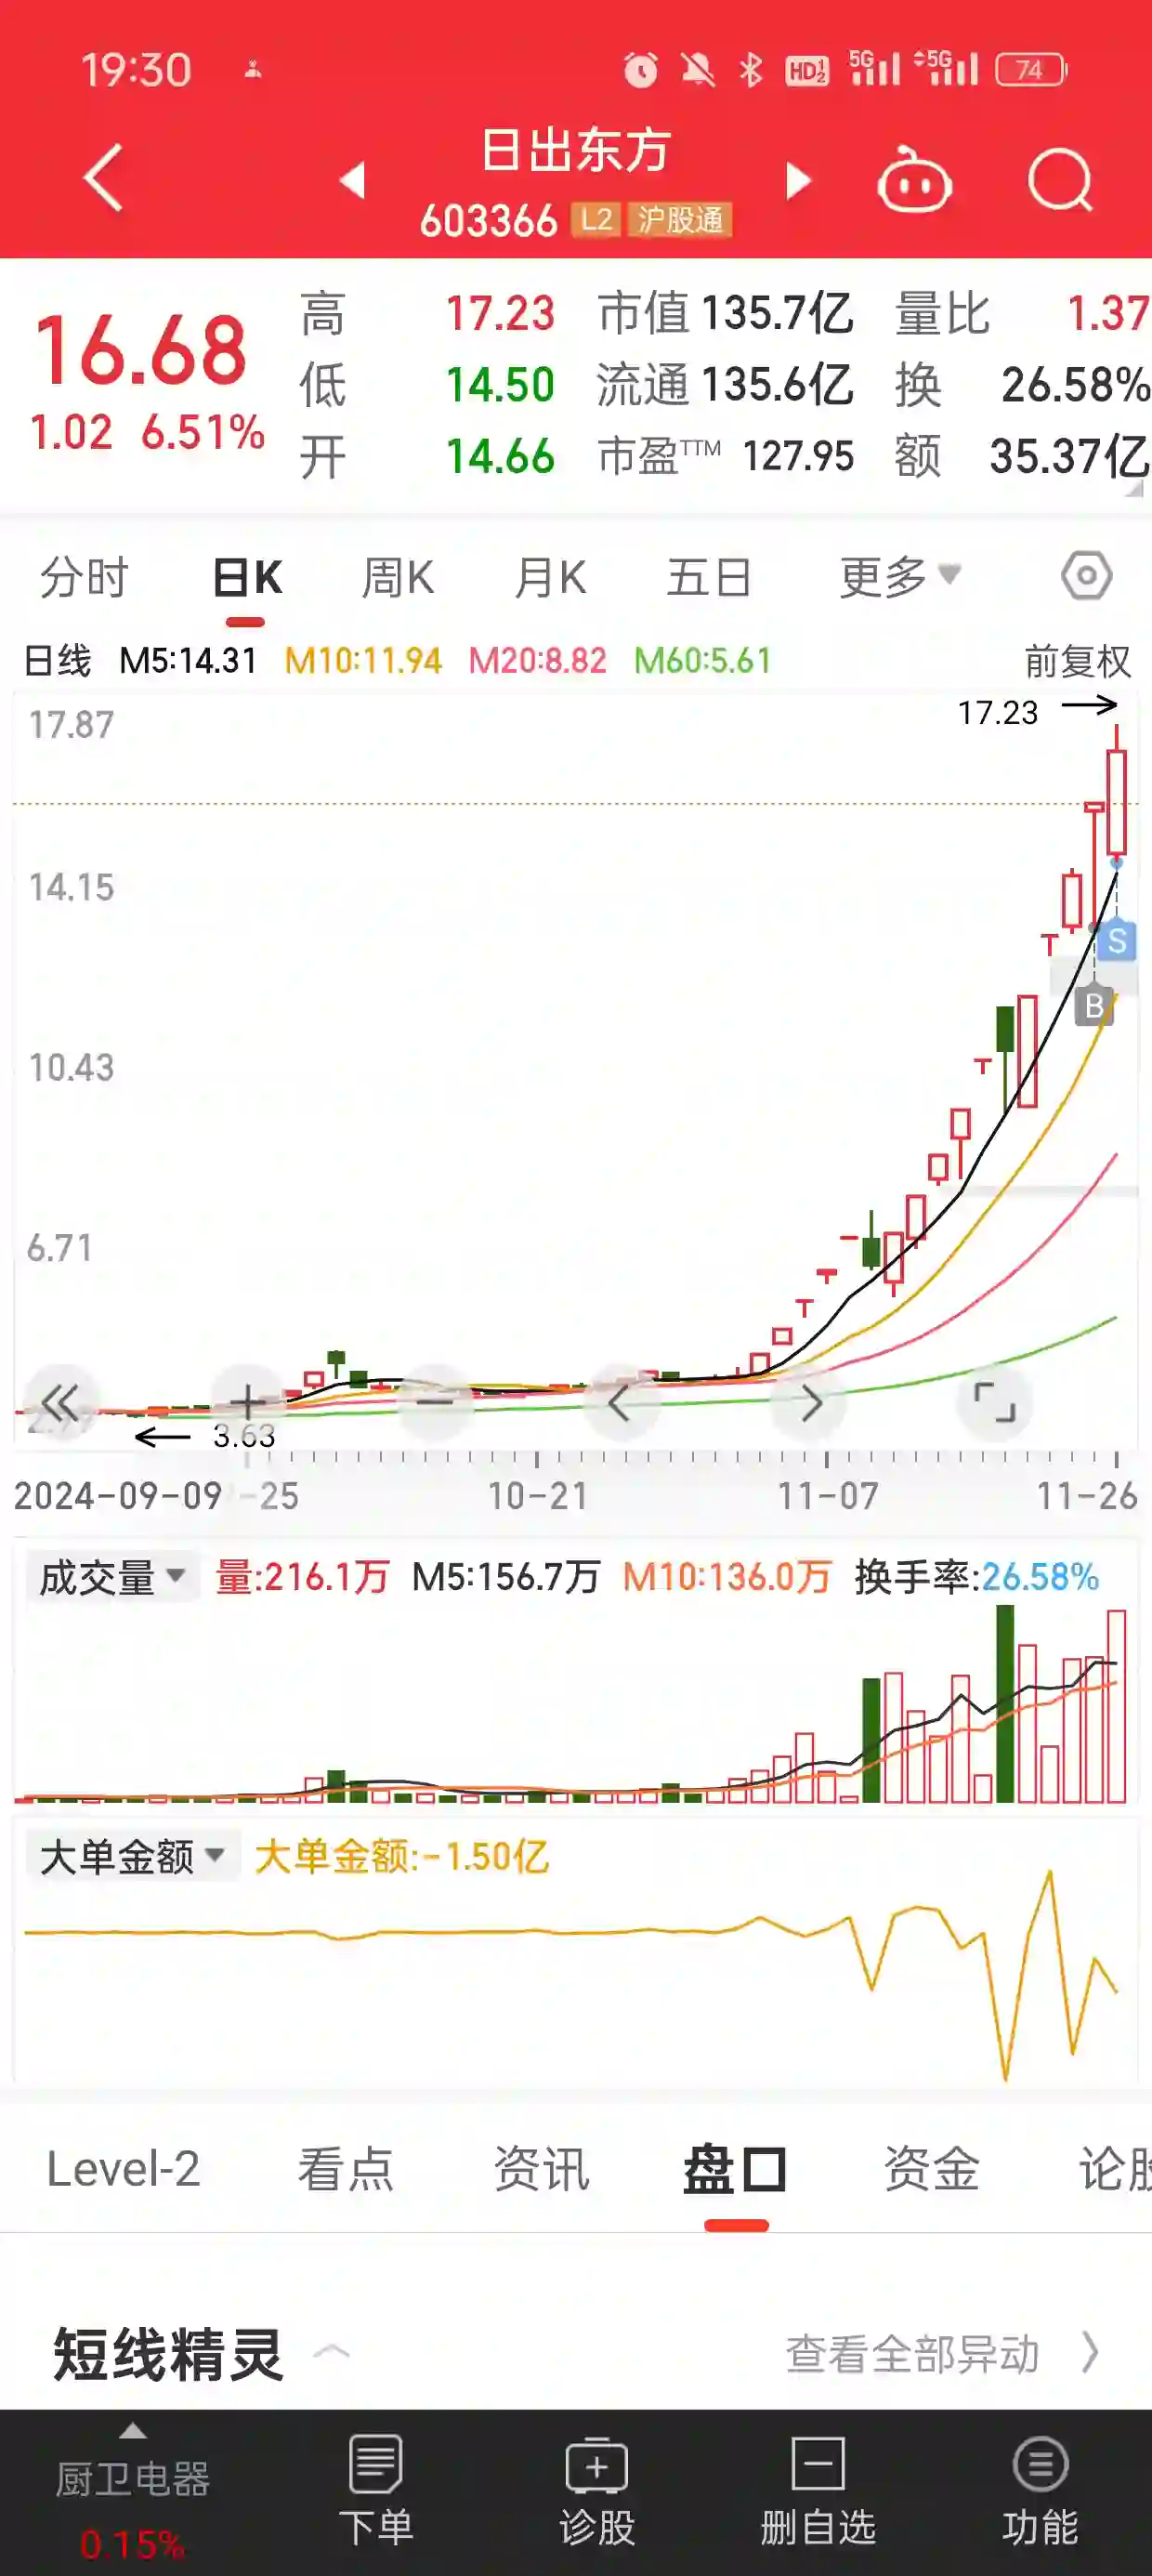 19:30 HD 5G 5G 74
日出东方
603366 L2 沪股通
16.68
1.02 6.51%
高 17.23 市值 135.7亿 量比 1.37
低 14.50 流通 135.6亿 换 26.58%
开 14.66 市盈TTM 127.95 额 35.37亿
分时 日K 周K 月K 五日 更多
日线 M5:14.31 M10:11.94 M20:8.82 M60:5.61 前复权
17.87
17.23
14.15
S
B
10.43
6.71
3.63
2024-09-09 -25 10-21 11-07 11-26
成交量 量:216.1万 M5:156.7万 M10:136.0万 换手率:26.58%
大单金额 大单金额:-1.50亿
Level-2 看点 资讯 盘口 资金 论股
短线精灵 查看全部异动
厨卫电器 0.15% 下单 诊股 删自选 功能